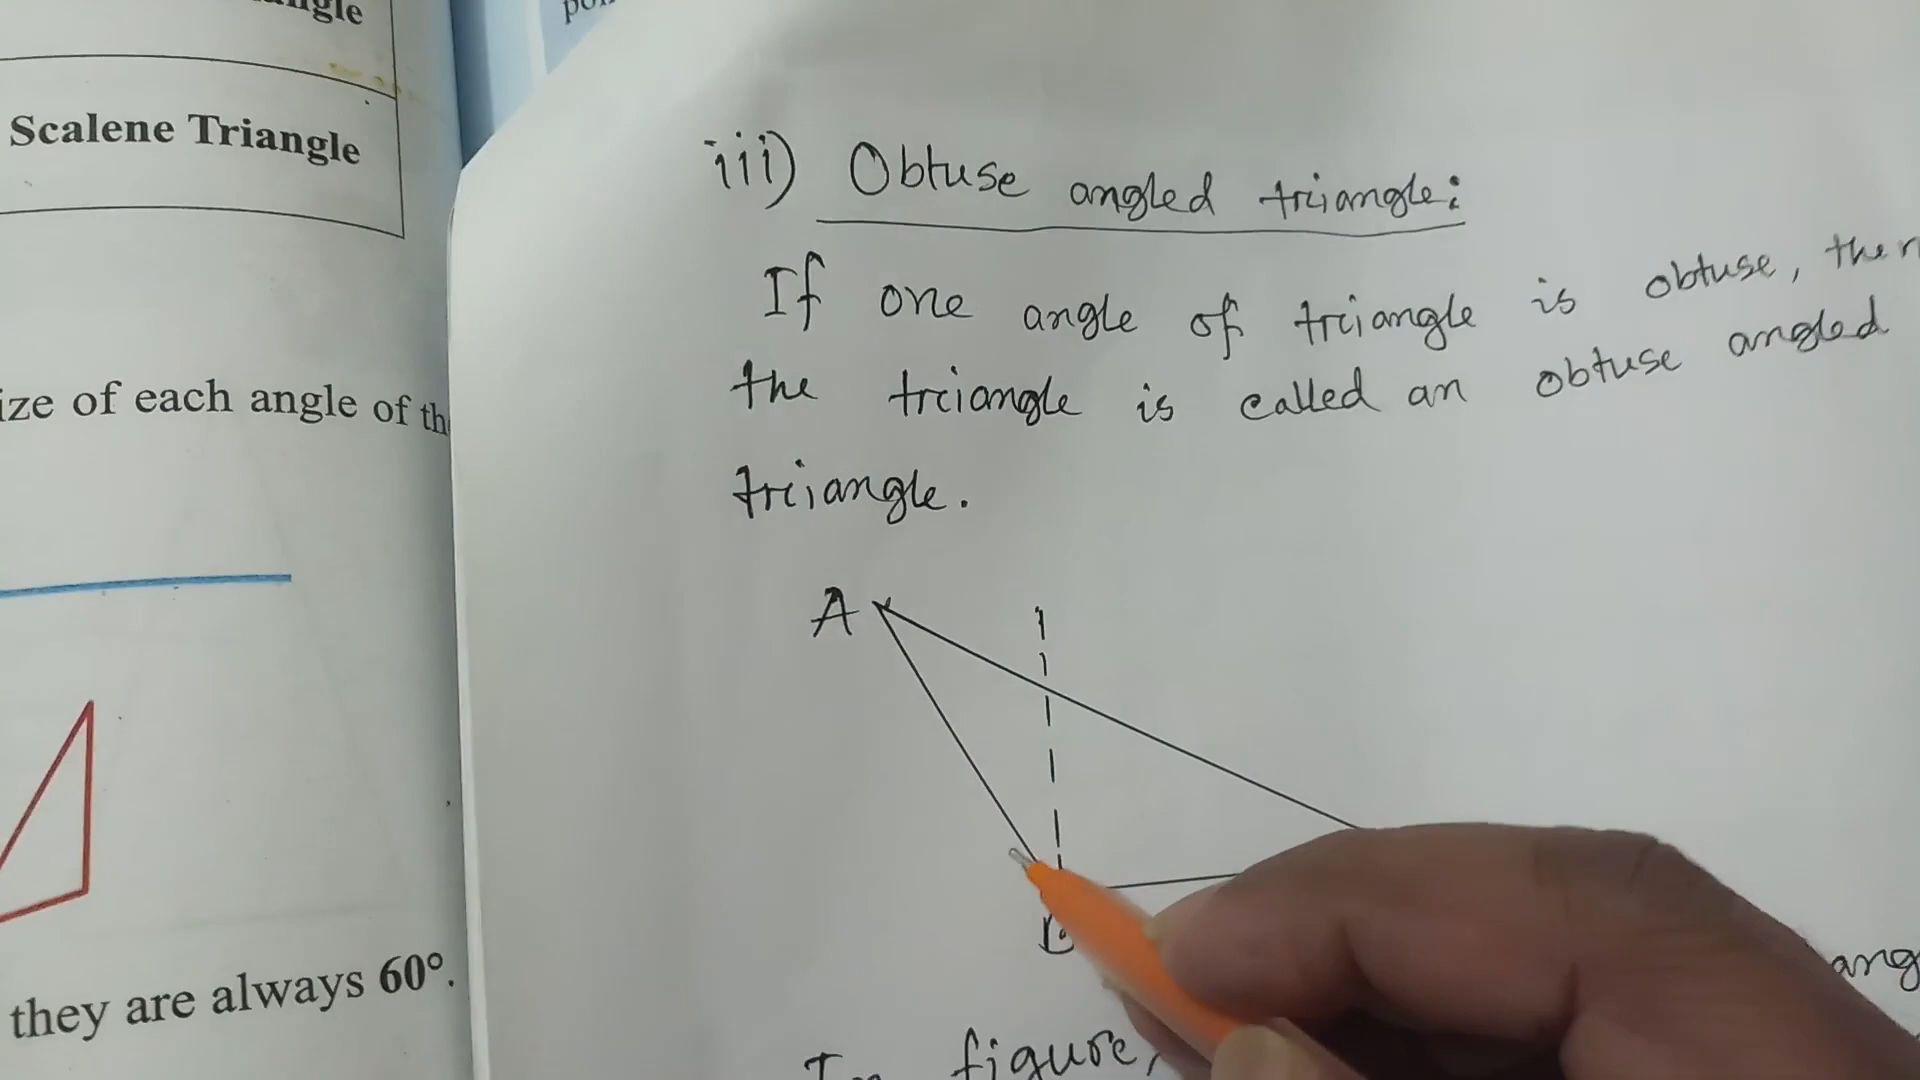 Scalene Triangle
ize of each angle of th
they are always 60°.
iii) Obtuse angled triangle:
If one angle of triangle is obtuse, then
the triangle is called an obtuse angled
triangle.
A
ang
figure,